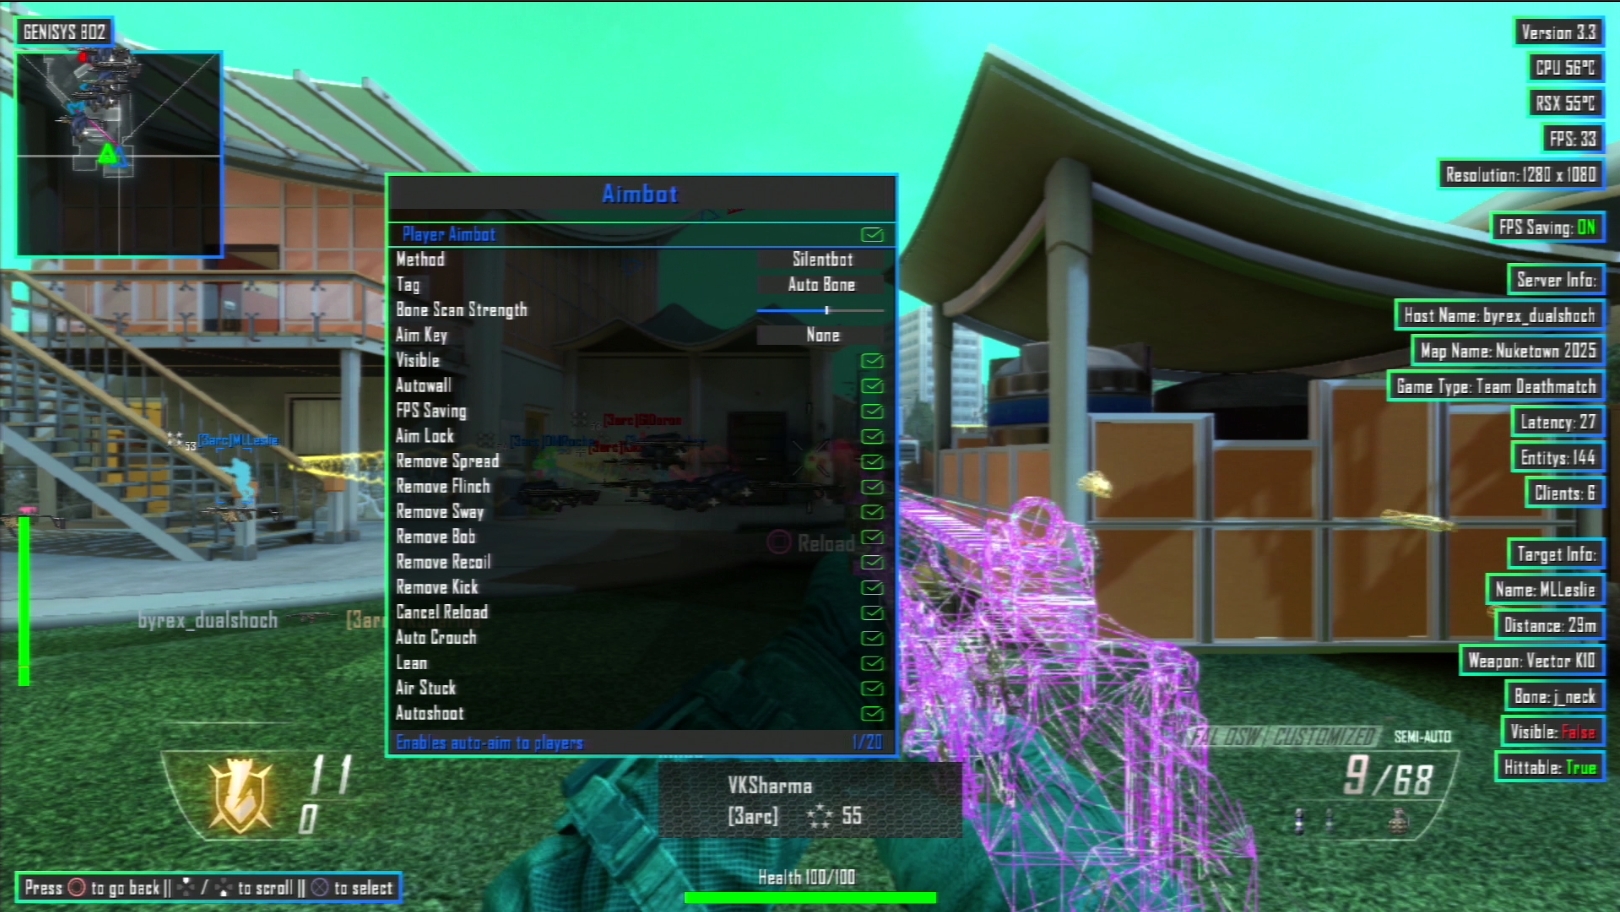 GENISYS BO2
Version 3.3
CPU 56°C
RSX 55°C
FPS: 33
Resolution: 1280 x 1080
FPS Saving: ON
Server Info:
Host Name: byrex_dualshoch
Map Name: Nuketown 2025
Game Type: Team Deathmatch
Latency: 27
Entitys: 144
Clients: 6
Target Info:
Name: MLLeslie
Distance: 29m
Weapon: Vector K10
Bone: j_neck
Visible: False
Hittable: True
Aimbot
Player Aimbot
Method Silentbot
Tag Auto Bone
Bone Scan Strength
Aim Key None
Visible
Autowall
FPS Saving
Aim Lock
Remove Spread
Remove Flinch
Remove Sway
Remove Bob
Remove Recoil
Remove Kick
Cancel Reload
Auto Crouch
Lean
Air Stuck
Autoshoot
Enables auto-aim to players 1/20
53 [3arc]MLLeslie
Reload
byrex_dualshoch [3arc
11
0
VKSharma
[3arc] 55
FAL OSW CUSTOMIZED SEMI-AUTO
9/68
Health 100/100
Press to go back || / to scroll || to select